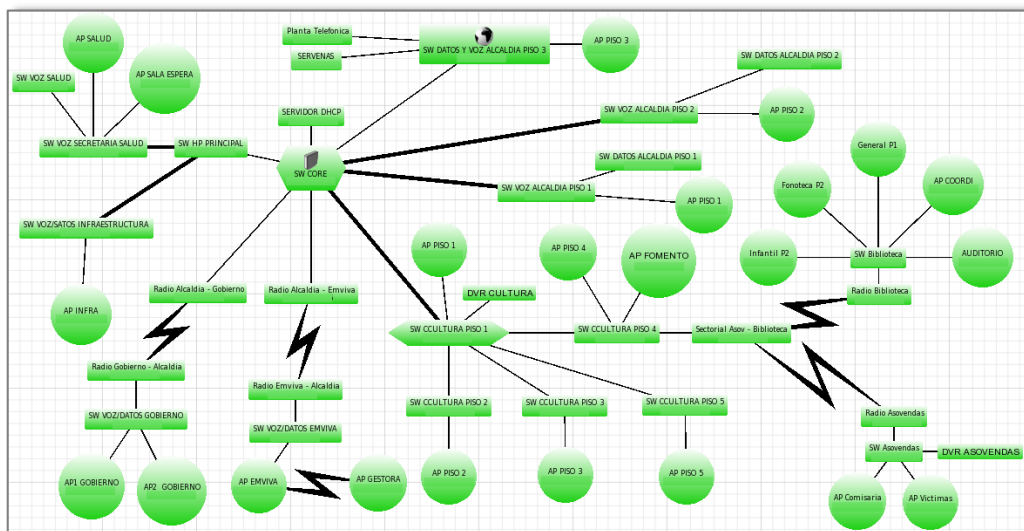 AP SALUD
Planta Telefonica
SERVENAS
SW DATOS Y VOZ ALCALDIA PISO 3
AP PISO 3
SW DATOS ALCALDIA PISO 2
SW VOZ SALUD
AP SALA ESPERA
SERVIDOR DHCP
SW VOZ ALCALDIA PISO 2
AP PISO 2
SW VOZ SECRETARIA SALUD
SW HP PRINCIPAL
SW CORE
SW DATOS ALCALDIA PISO 1
SW VOZ ALCALDIA PISO 1
AP PISO 1
General P1
Fonoteca P2
AP COORDI
SW VOZ/SATOS INFRAESTRUCTURA
AP PISO 1
AP PISO 4
AP FOMENTO
Infantil P2
SW Biblioteca
AUDITORIO
Radio Alcaldia - Gobierno
Radio Alcaldia - Emviva
DVR CULTURA
Radio Biblioteca
AP INFRA
SW CCULTURA PISO 1
SW CCULTURA PISO 4
Sectorial Asov - Biblioteca
Radio Gobierno - Alcaldia
Radio Emviva - Alcaldia
SW VOZ/DATOS GOBIERNO
SW VOZ/DATOS EMVIVA
SW CCULTURA PISO 2
SW CCULTURA PISO 3
SW CCULTURA PISO 5
Radio Asovendas
SW Asovendas
DVR ASOVENDAS
AP1 GOBIERNO
AP2 GOBIERNO
AP EMVIVA
AP GESTORA
AP PISO 2
AP PISO 3
AP PISO 5
AP Comisaria
AP Victimas